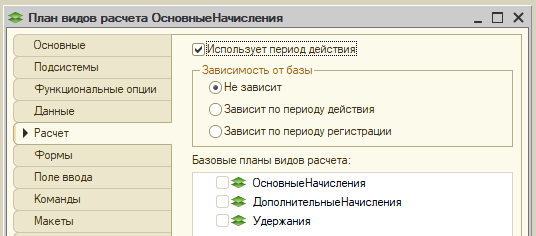 План видов расчета ОсновныеНачисления
Основные
Подсистемы
Функциональные опции
Данные
Расчет
Формы
Поле ввода
Команды
Макеты
Использует период действия
Зависимость от базы
Не зависит
Зависит по периоду действия
Зависит по периоду регистрации
Базовые планы видов расчета:
ОсновныеНачисления
ДополнительныеНачисления
Удержания